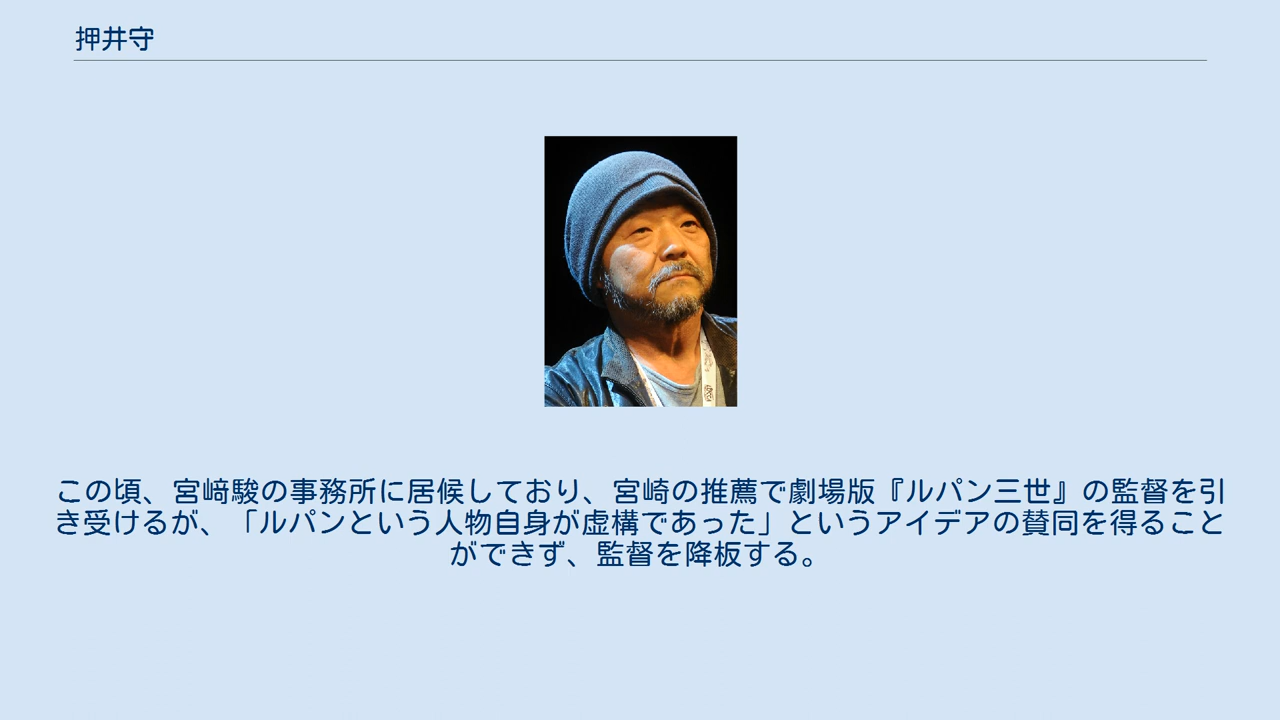 押井守
この頃、宮﨑駿の事務所に居候しており、宮崎の推薦で劇場版『ルパン三世』の監督を引
き受けるが、「ルパンという人物自身が虚構であった」というアイデアの賛同を得ること
ができず、監督を降板する。